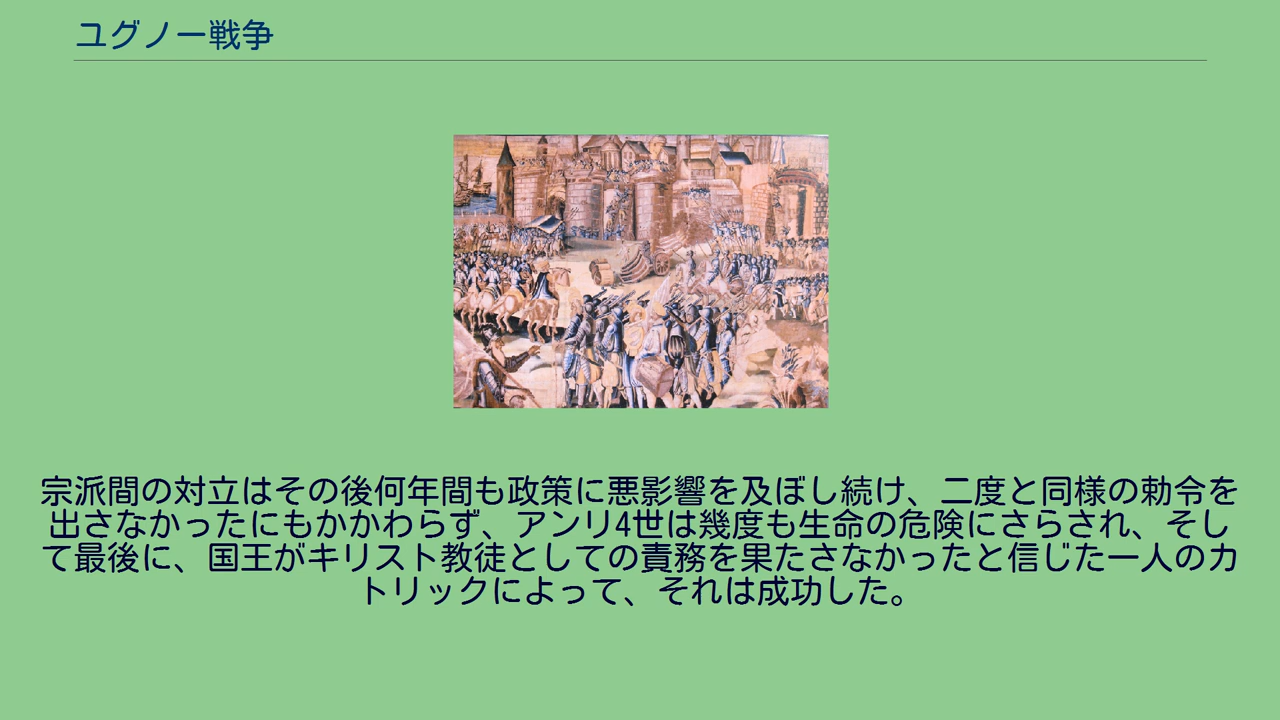 ユグノー戦争
宗派間の対立はその後何年間も政策に悪影響を及ぼし続け、二度と同様の勅令を
出さなかったにもかかわらず、アンリ4世は幾度も生命の危険にさらされ、そし
て最後に、国王がキリスト教徒としての責務を果たさなかったと信じた一人のカ
トリックによって、それは成功した。